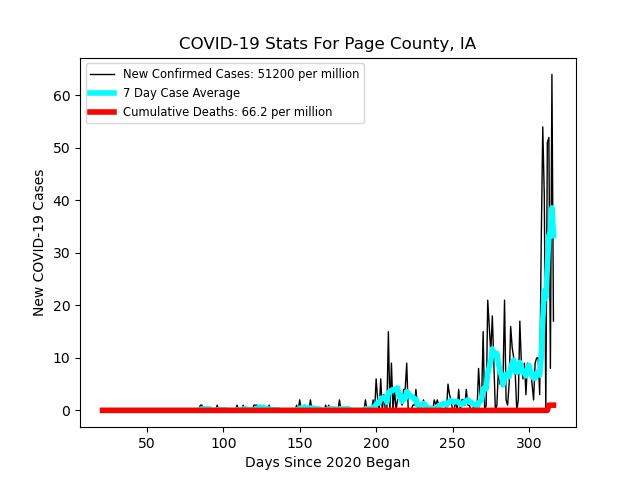 COVID-19 Stats For Page County, IA
New Confirmed Cases: 51200 per million
7 Day Case Average
Cumulative Deaths: 66.2 per million
New COVID-19 Cases
60
50
40
30
20
10
0
50 100 150 200 250 300
Days Since 2020 Began